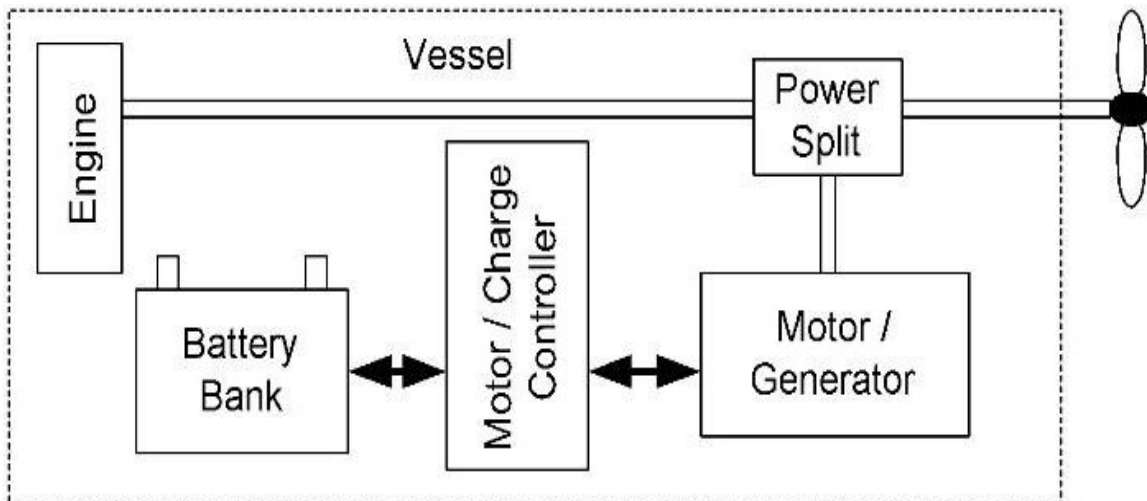 Vessel
Engine
Power
Split
Motor / Charge
Controller
Battery
Bank
Motor /
Generator